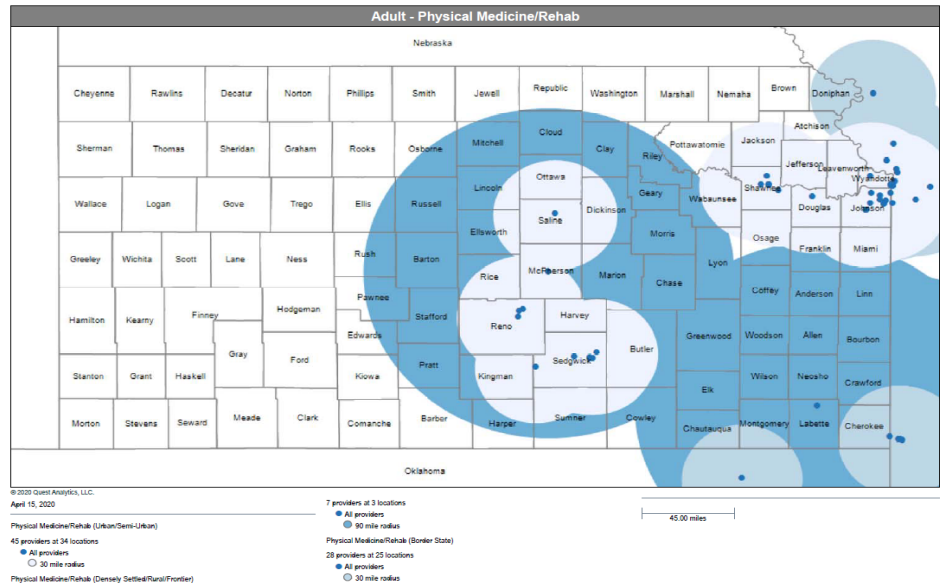 Adult - Physical Medicine/Rehab
Nebraska
Cheyenne Rawlins Decatur Norton Phillips Smith Jewell Republic Washington Marshall Nemaha Brown Doniphan
Atchison
Sherman Thomas Sheridan Graham Rooks Osborne Mitchell Cloud Clay Riley Pottawatomie Jackson
Jefferson Leavenworth
Wyandotte
Wallace Logan Gove Trego Ellis Russell Lincoln Ottawa Saline Dickinson Geary Wabaunsee Shawnee Douglas Johnson
Ellsworth Morris Osage
Greeley Wichita Scott Lane Ness Rush Barton Rice McPherson Marion Chase Lyon Franklin Miami
Pawnee Coffey Anderson Linn
Hamilton Kearny Finney Hodgeman Stafford Reno Harvey
Edwards Greenwood Woodson Allen Bourbon
Gray Ford Pratt Kingman Sedgwick Butler
Stanton Grant Haskell Kiowa Elk Wilson Neosho Crawford
Morton Stevens Seward Meade Clark Comanche Barber Harper Sumner Cowley Chautauqua Montgomery Labette Cherokee
Oklahoma
© 2020 Quest Analytics, LLC.
April 15, 2020
Physical Medicine/Rehab (Urban/Semi-Urban)
45 providers at 34 locations
All providers
30 mile radius
Physical Medicine/Rehab (Densely Settled/Rural/Frontier)
7 providers at 3 locations
All providers
90 mile radius
Physical Medicine/Rehab (Border State)
28 providers at 25 locations
All providers
30 mile radius
45.00 miles